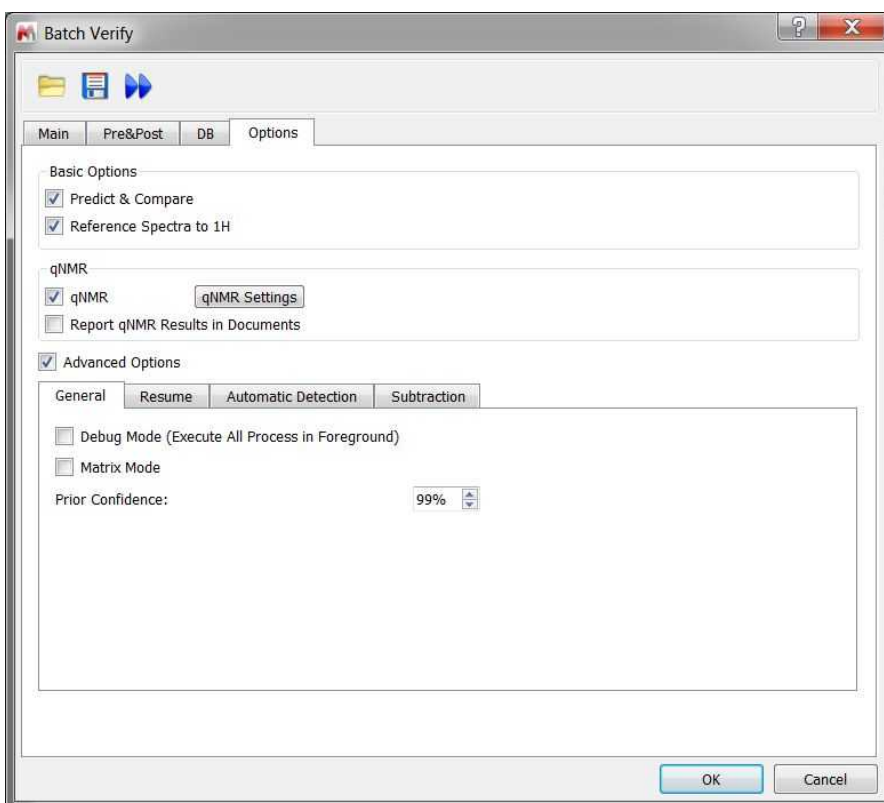 Batch Verify
Main Pre&Post DB Options
Basic Options
Predict & Compare
Reference Spectra to 1H
qNMR
qNMR qNMR Settings
Report qNMR Results in Documents
Advanced Options
General Resume Automatic Detection Subtraction
Debug Mode (Execute All Process in Foreground)
Matrix Mode
Prior Confidence: 99%
OK Cancel